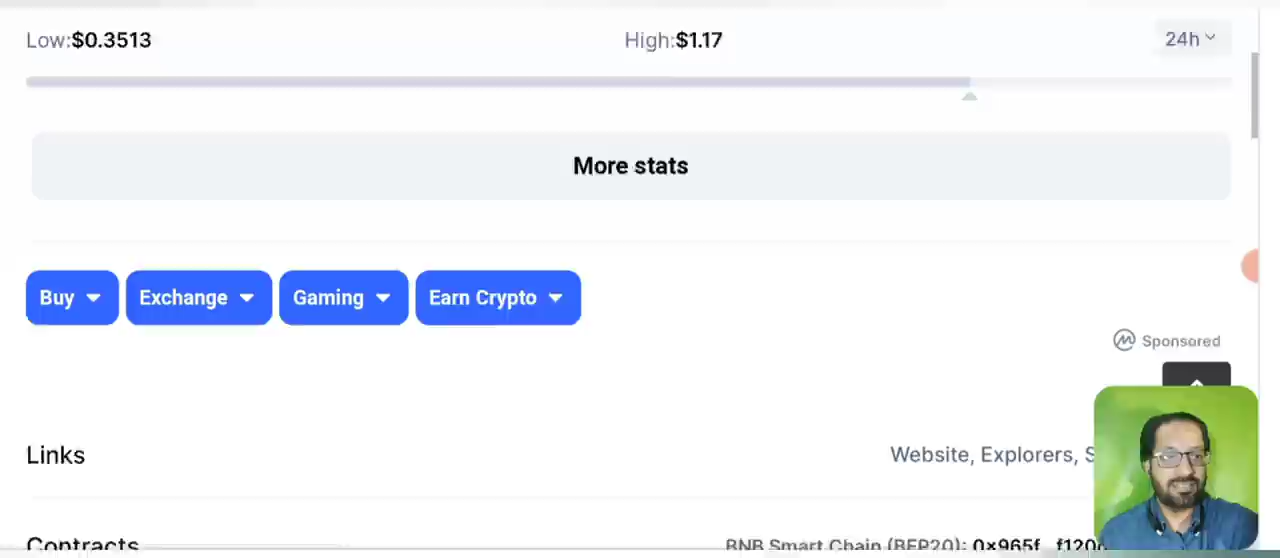 Low:$0.3513 High:$1.17 24h
More stats
Buy Exchange Gaming Earn Crypto
Sponsored
Links Website, Explorers, S
Contracts BNB Smart Chain (BEP20): 0x965f...f120